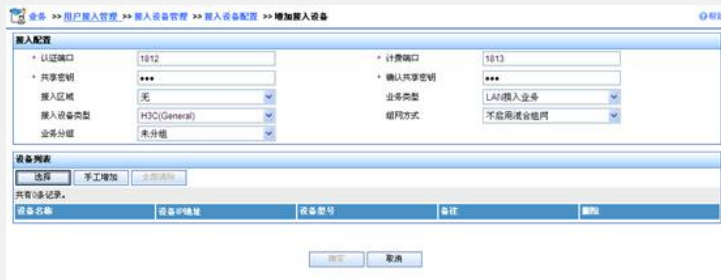 业务 >> 用户接入管理 >> 接入设备管理 >> 接入设备配置 >> 增加接入设备
接入配置
* 认证端口 1812 * 计费端口 1813
* 共享密钥 ●●● * 确认共享密钥 ●●●
接入区域 无 业务类型 LAN接入业务
接入设备类型 H3C(General) 组网方式 不启用混合组网
业务分组 未分组
设备列表
选择 手工增加 全部清除
共有0条记录。
设备名称 设备IP地址 设备型号 备注 删除
确定 取消